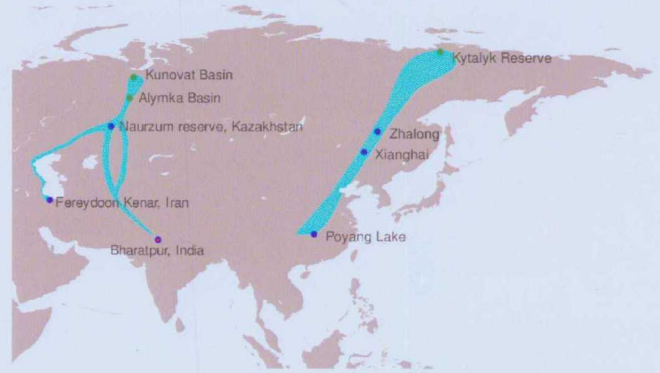 Kytalyk Reserve
Kunovat Basin
Alymka Basin
Naurzum reserve, Kazakhstan
Zhalong
Xianghai
Fereydoon Kenar, Iran
Poyang Lake
Bharatpur, India